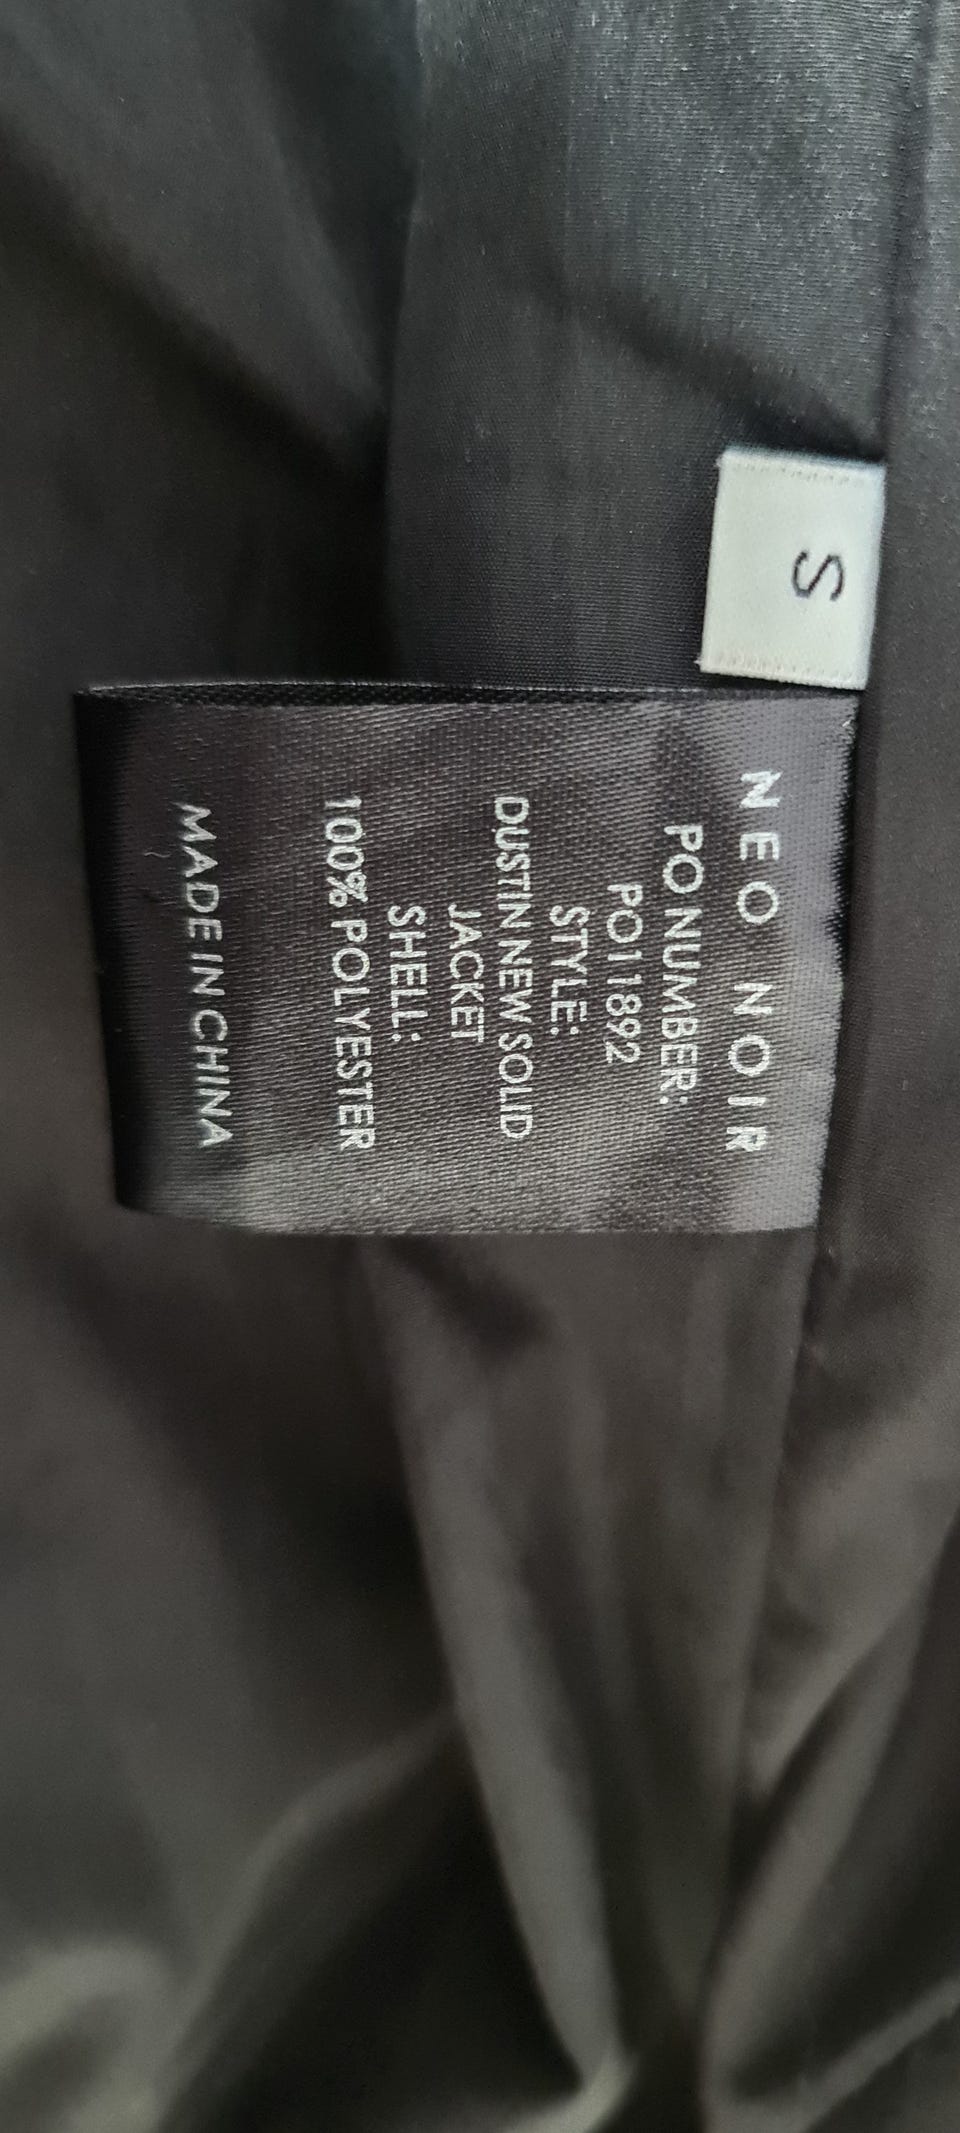 S
NEO NOIR
PO NUMBER:
PO11892
STYLE:
DUSTIN NEW SOLID
JACKET
SHELL:
100% POLYESTER
MADE IN CHINA